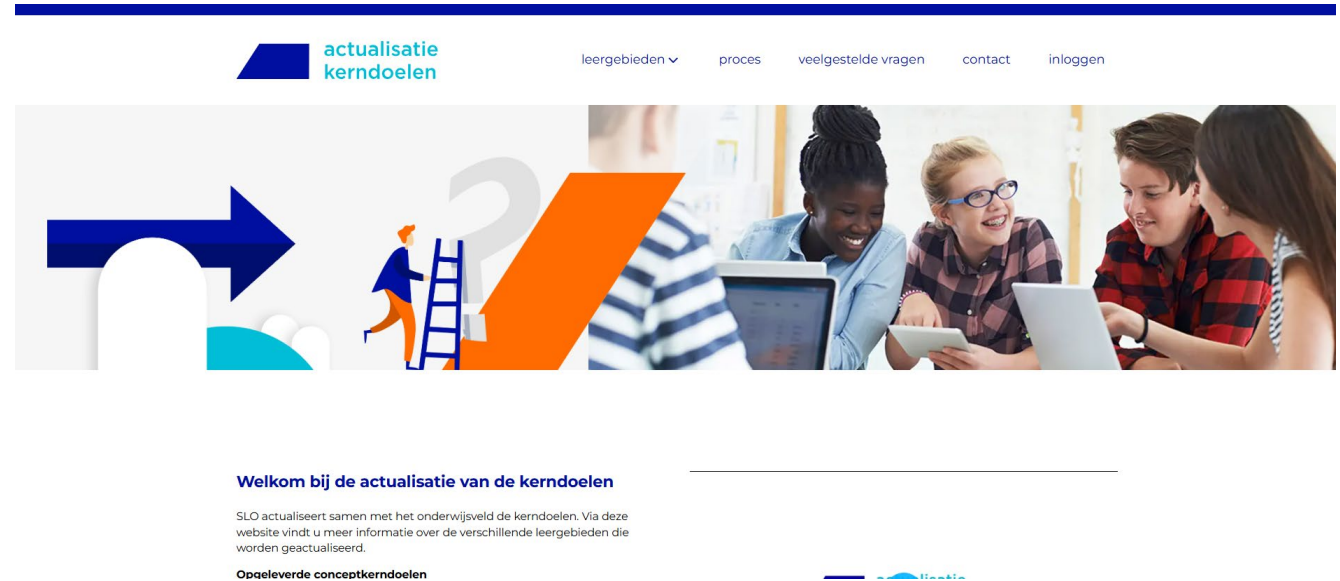 actualisatie
kerndoelen
leergebieden
proces
veelgestelde vragen
contact
inloggen
?
Welkom bij de actualisatie van de kerndoelen
SLO actualiseert samen met het onderwijsveld de kerndoelen. Via deze
website vindt u meer informatie over de verschillende leergebieden die
worden geactualiseerd.
Opgeleverde conceptkerndoelen